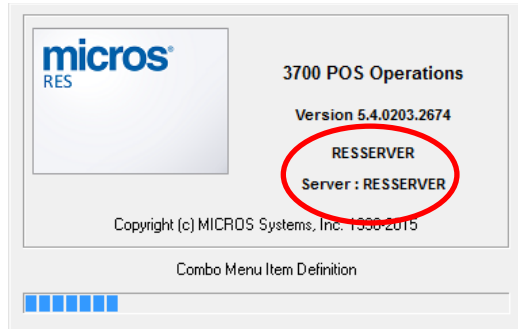 micros®
RES
3700 POS Operations
Version 5.4.0203.2674
RESSERVER
Server : RESSERVER
Copyright (c) MICROS Systems, Inc. 1998-2015
Combo Menu Item Definition